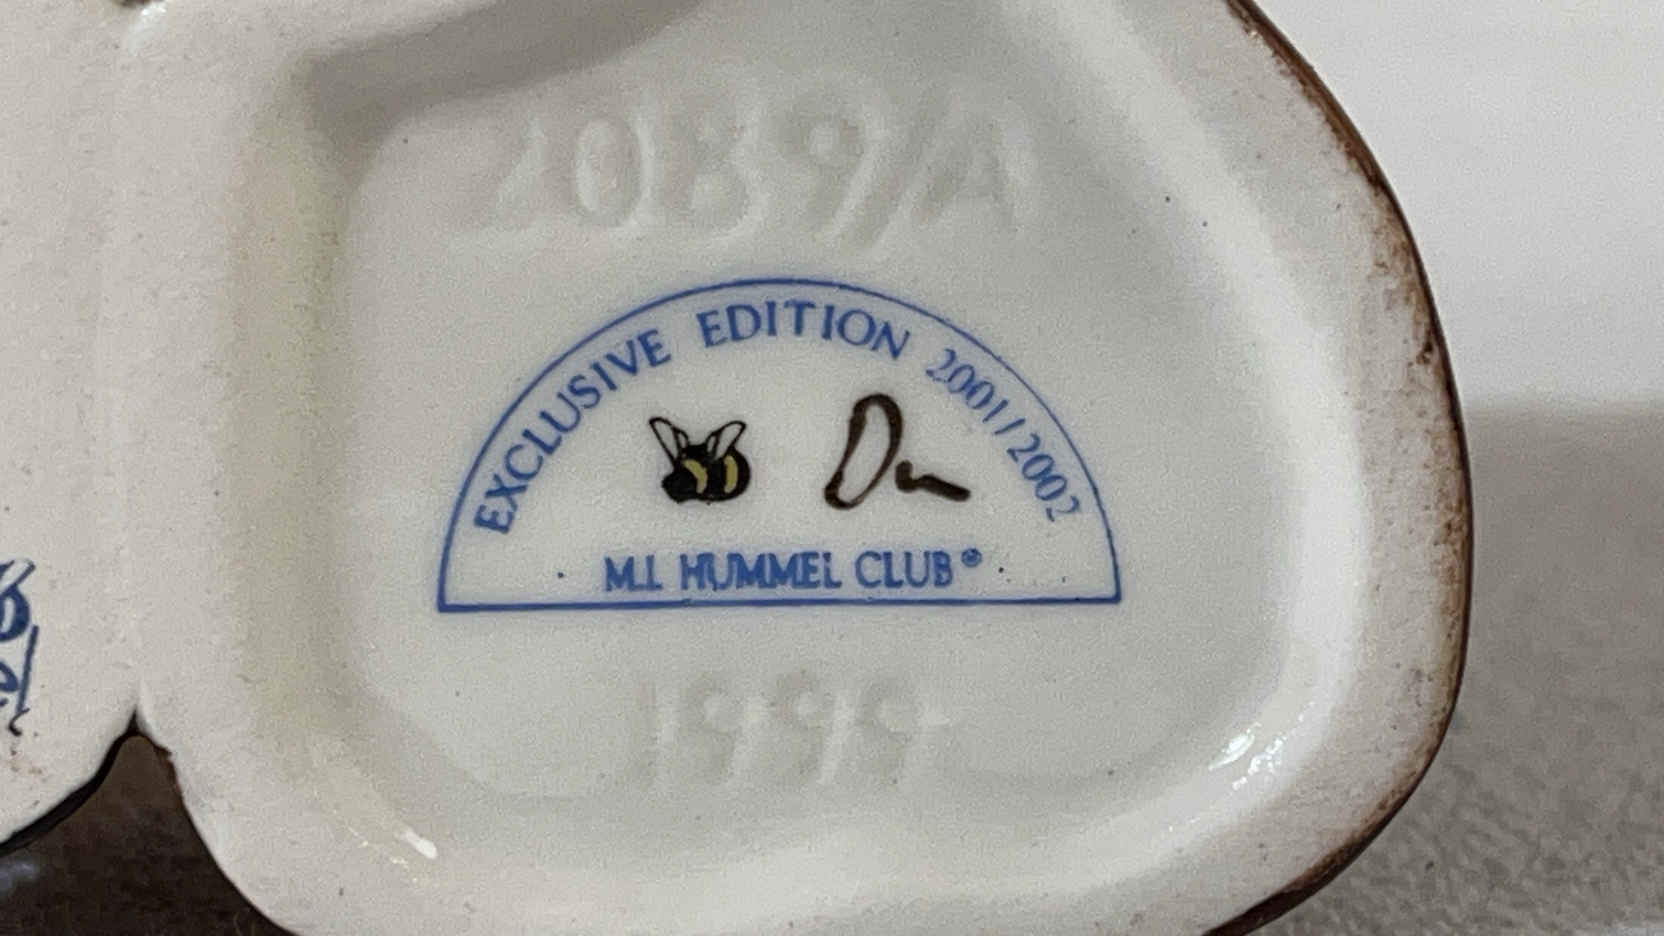 2089/A
EXCLUSIVE EDITION 2001/2002
M.I. HUMMEL CLUB®
1999